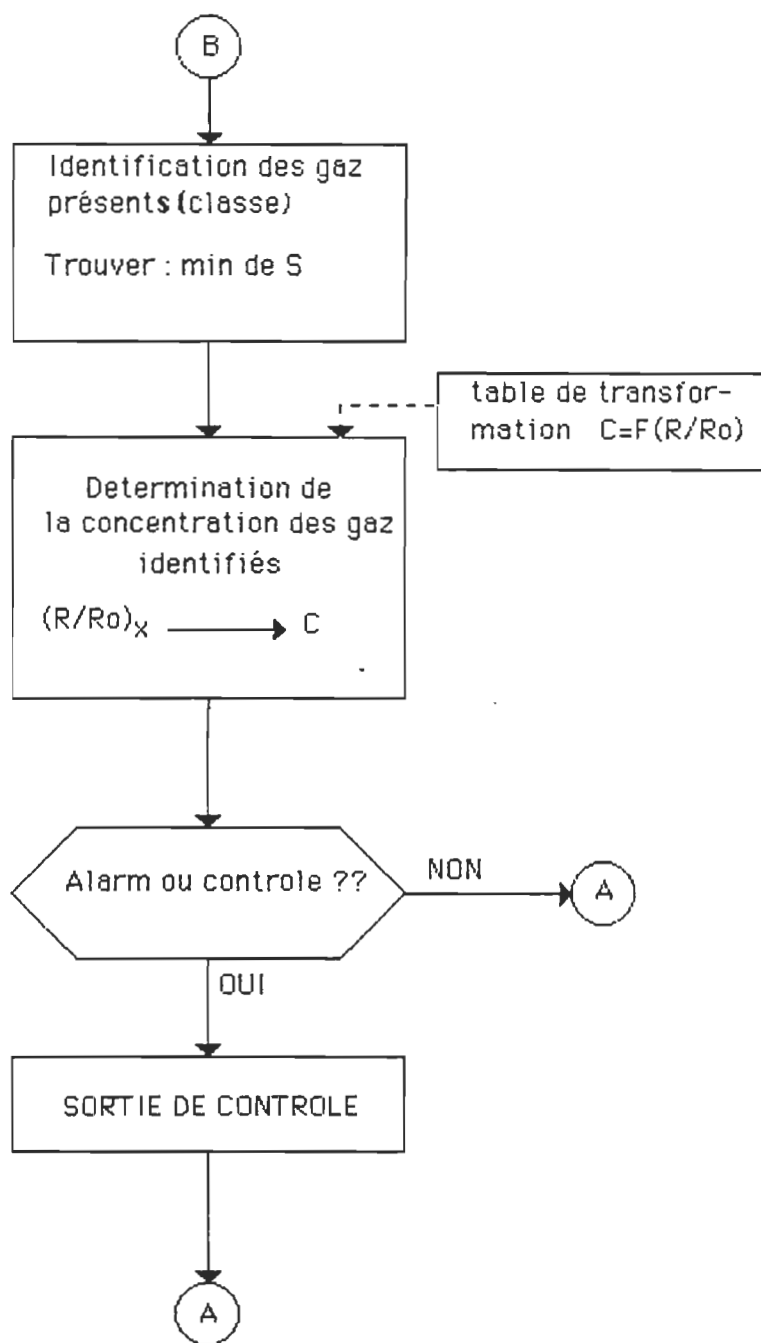 B
Identification des gaz
présents (classe)
Trouver : min de S
table de transfor-
mation C=F(R/Ro)
Determination de
la concentration des gaz
identifiés
(R/Ro)x → C
Alarm ou controle ??
NON
A
OUI
SORTIE DE CONTROLE
A